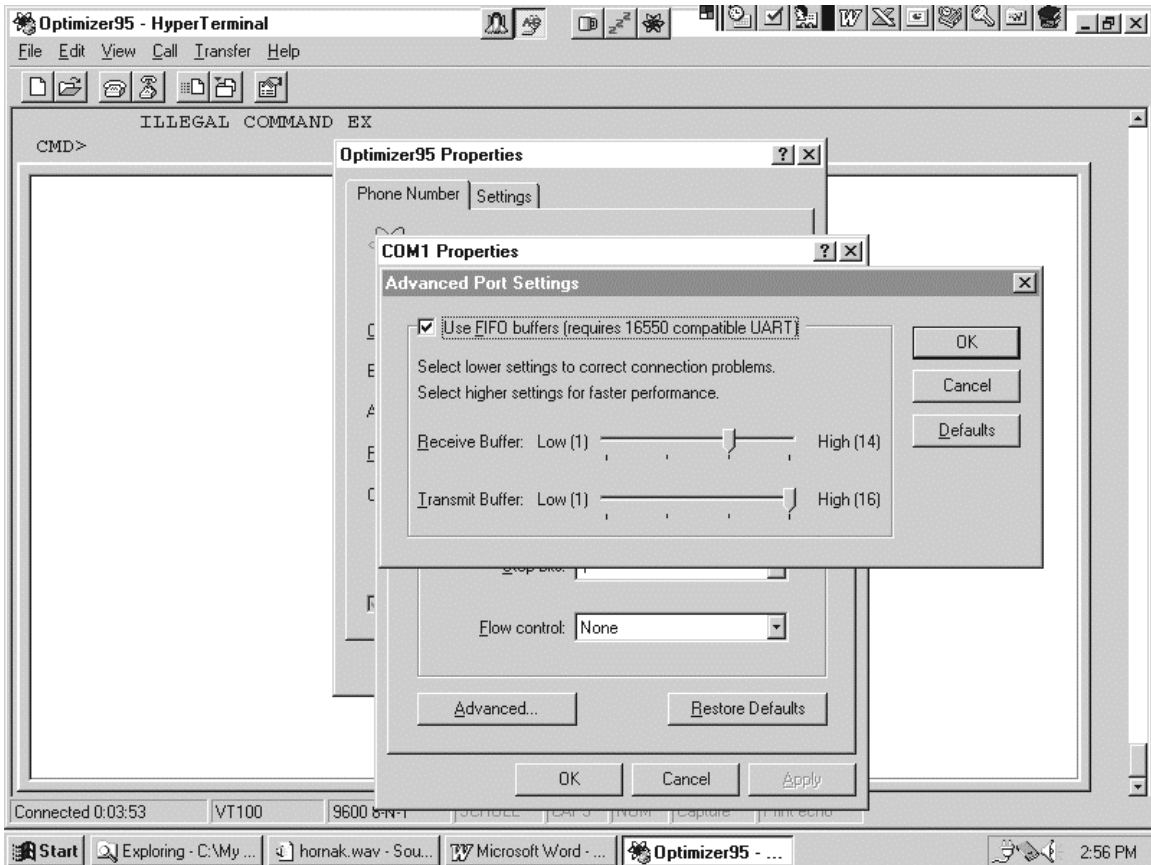 Optimizer95 - HyperTerminal
File Edit View Call Transfer Help
ILLEGAL COMMAND EX
CMD>
Optimizer95 Properties
Phone Number Settings
COM1 Properties
Advanced Port Settings
Use FIFO buffers (requires 16550 compatible UART)
OK
Select lower settings to correct connection problems.
Cancel
Select higher settings for faster performance.
Defaults
Receive Buffer: Low (1) High (14)
Transmit Buffer: Low (1) High (16)
Flow control: None
Advanced... Restore Defaults
OK Cancel Apply
Connected 0:03:53 VT100 9600 8-N-1
Start Exploring - C:\My ... hornak.wav - Sou... Microsoft Word - ... Optimizer95 - ... 2:56 PM